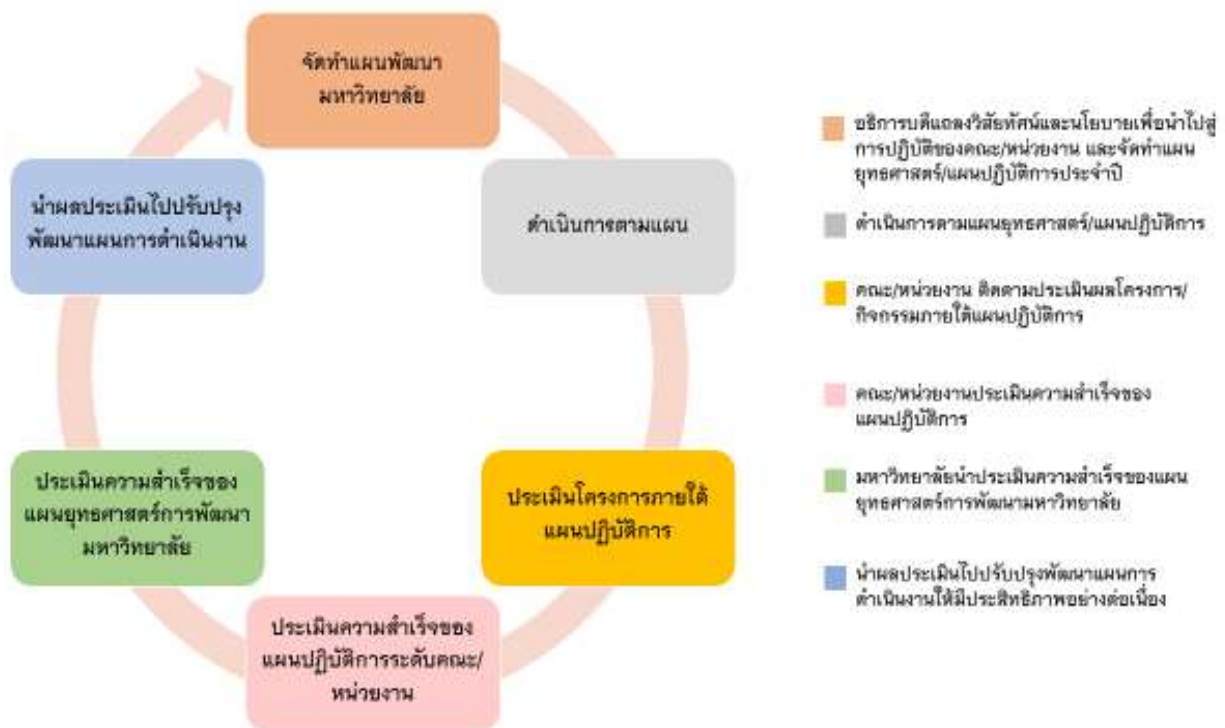 จัดทำแผนพัฒนา
มหาวิทยาลัย
ดำเนินการตามแผน
ประเมินโครงการภายใต้
แผนปฏิบัติการ
ประเมินความสำเร็จของ
แผนปฏิบัติการระดับคณะ/
หน่วยงาน
ประเมินความสำเร็จของ
แผนยุทธศาสตร์การพัฒนา
มหาวิทยาลัย
นำผลประเมินไปปรับปรุง
พัฒนาแผนการดำเนินงาน
อธิการบดีแถลงวิสัยทัศน์และนโยบายเพื่อนำไปสู่
การปฏิบัติของคณะ/หน่วยงาน และจัดทำแผน
ยุทธศาสตร์/แผนปฏิบัติการประจำปี
ดำเนินการตามแผนยุทธศาสตร์/แผนปฏิบัติการ
คณะ/หน่วยงาน ติดตามประเมินผลโครงการ/
กิจกรรมภายใต้แผนปฏิบัติการ
คณะ/หน่วยงานประเมินความสำเร็จของ
แผนปฏิบัติการ
มหาวิทยาลัยนำประเมินความสำเร็จของแผน
ยุทธศาสตร์การพัฒนามหาวิทยาลัย
นำผลประเมินไปปรับปรุงพัฒนาแผนการ
ดำเนินงานให้มีประสิทธิภาพอย่างต่อเนื่อง